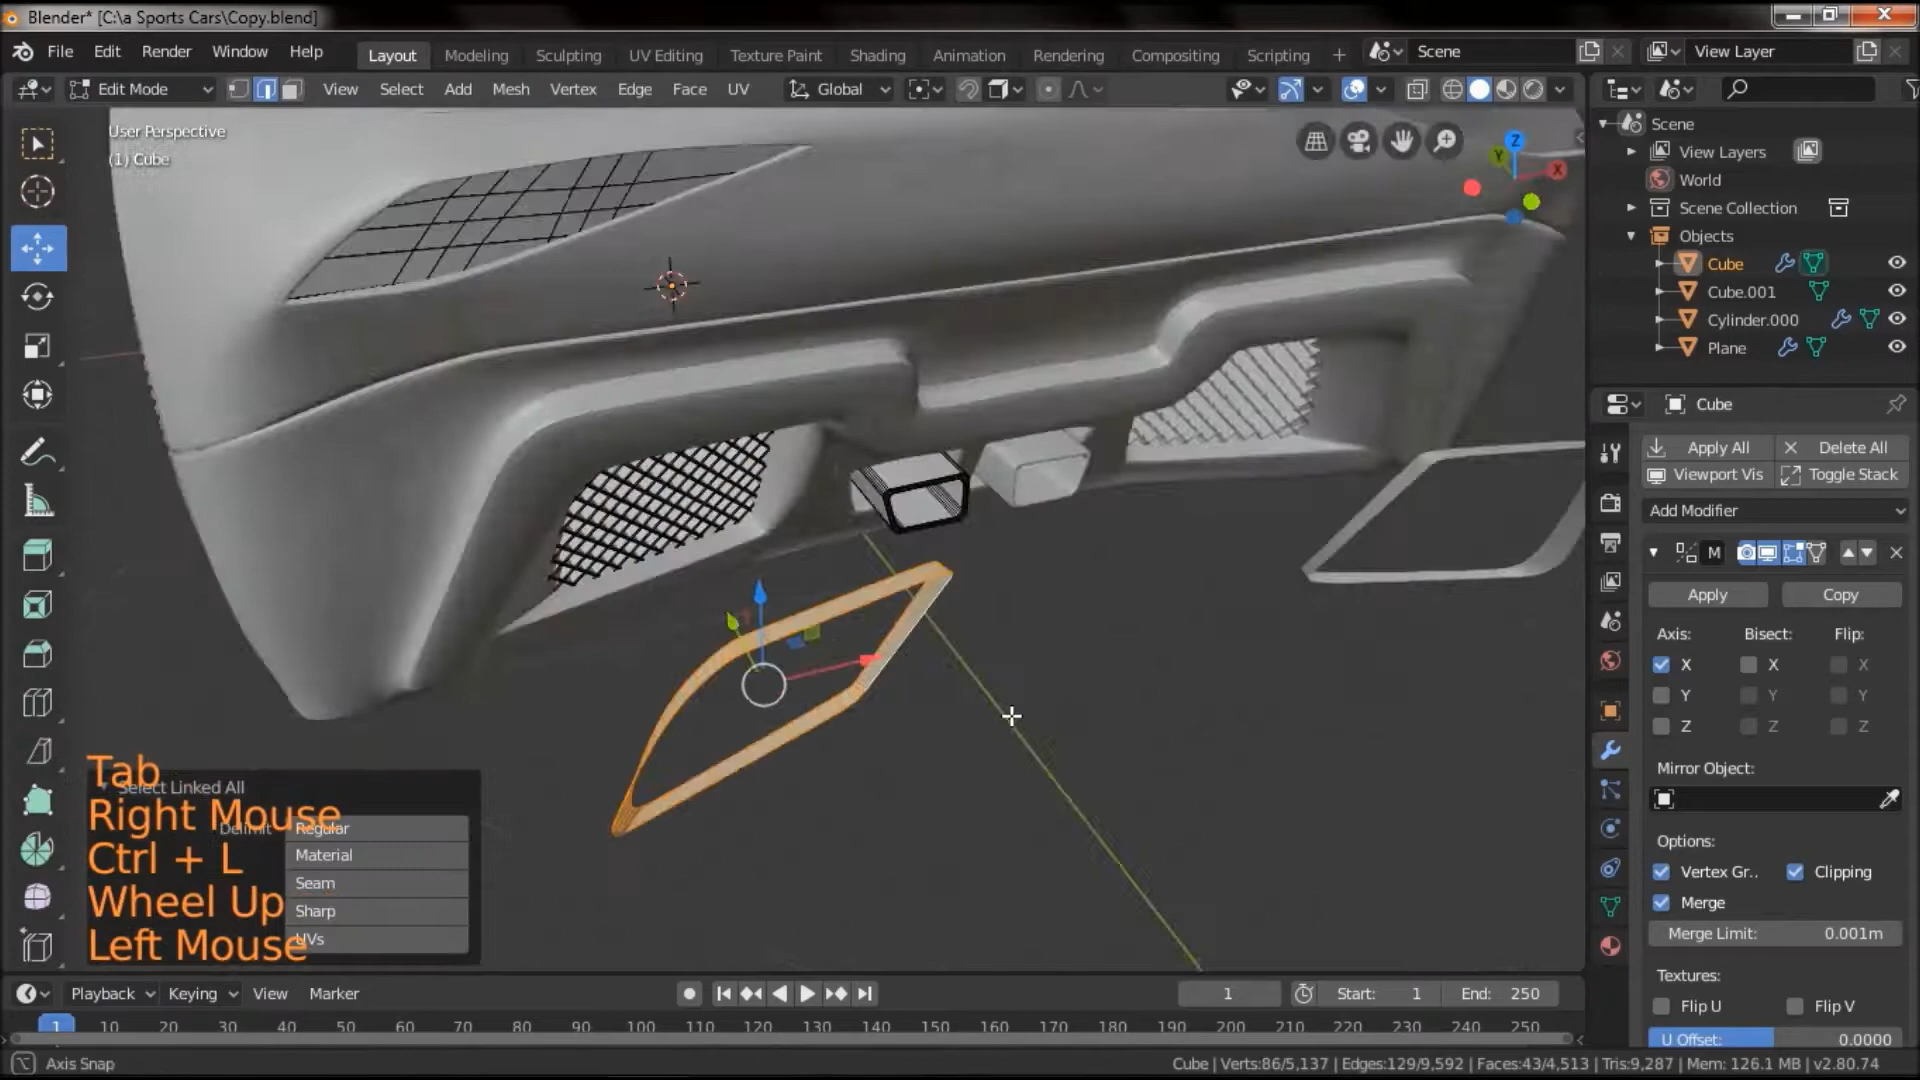 Blender* [C:\a Sports Cars\Copy.blend]
File Edit Render Window Help
Layout Modeling Sculpting UV Editing Texture Paint Shading Animation Rendering Compositing Scripting +
Scene View Layer
Edit Mode View Select Add Mesh Vertex Edge Face UV Global
User Perspective
(1) Cube
Z
Y
X
Scene
View Layers
World
Scene Collection
Objects
Cube
Cube.001
Cylinder.000
Plane
Cube
Apply All Delete All
Viewport Vis Toggle Stack
Add Modifier
M
Apply Copy
Axis: Bisect: Flip:
X X X
Y Y Y
Z Z Z
Mirror Object:
Options:
Vertex Gr.. Clipping
Merge
Merge Limit: 0.001m
Textures:
Flip U Flip V
U Offset: 0.0000
Select Linked All
Delimit Regular
Material
Seam
Sharp
UVs
Tab
Right Mouse
Ctrl + L
Wheel Up
Left Mouse
Playback Keying View Marker
1 Start: 1 End: 250
1 10 20 30 40 50 60 70 80 90 100 110 120 130 140 150 160 170 180 190 200 210 220 230 240 250
Axis Snap
Cube | Verts:86/5,137 | Edges:129/9,592 | Faces:43/4,513 | Tris:9,287 | Mem: 126.1 MB | v2.80.74